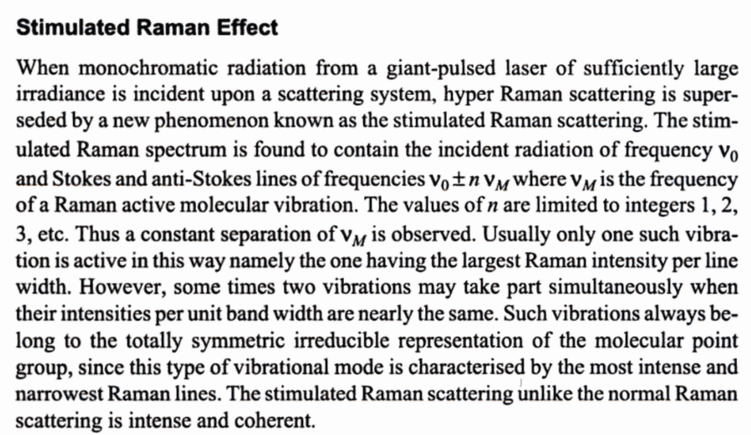 Stimulated Raman Effect
When monochromatic radiation from a giant-pulsed laser of sufficiently large
irradiance is incident upon a scattering system, hyper Raman scattering is super-
seded by a new phenomenon known as the stimulated Raman scattering. The stim-
ulated Raman spectrum is found to contain the incident radiation of frequency ν₀
and Stokes and anti-Stokes lines of frequencies ν₀ ± n ν_M where ν_M is the frequency
of a Raman active molecular vibration. The values of n are limited to integers 1, 2,
3, etc. Thus a constant separation of ν_M is observed. Usually only one such vibra-
tion is active in this way namely the one having the largest Raman intensity per line
width. However, some times two vibrations may take part simultaneously when
their intensities per unit band width are nearly the same. Such vibrations always be-
long to the totally symmetric irreducible representation of the molecular point
group, since this type of vibrational mode is characterised by the most intense and
narrowest Raman lines. The stimulated Raman scattering unlike the normal Raman
scattering is intense and coherent.